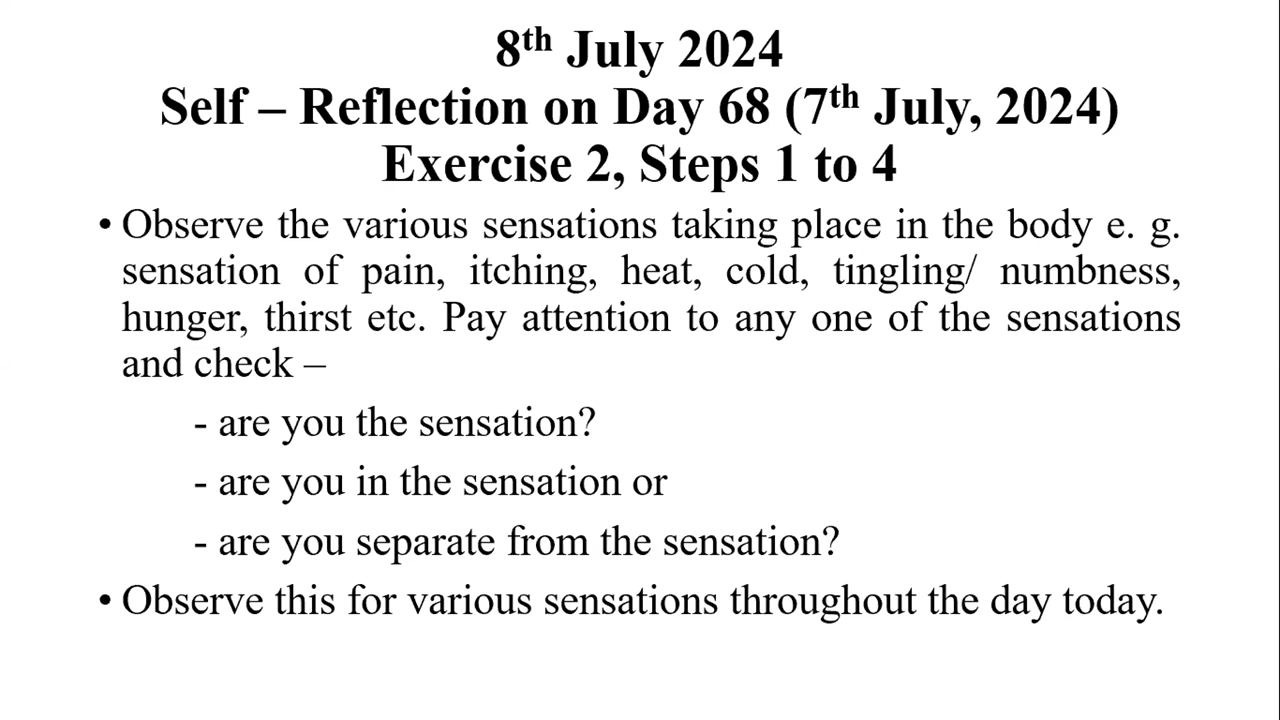 8th July 2024
Self – Reflection on Day 68 (7th July, 2024)
Exercise 2, Steps 1 to 4
• Observe the various sensations taking place in the body e. g.
sensation of pain, itching, heat, cold, tingling/ numbness,
hunger, thirst etc. Pay attention to any one of the sensations
and check –
- are you the sensation?
- are you in the sensation or
- are you separate from the sensation?
• Observe this for various sensations throughout the day today.